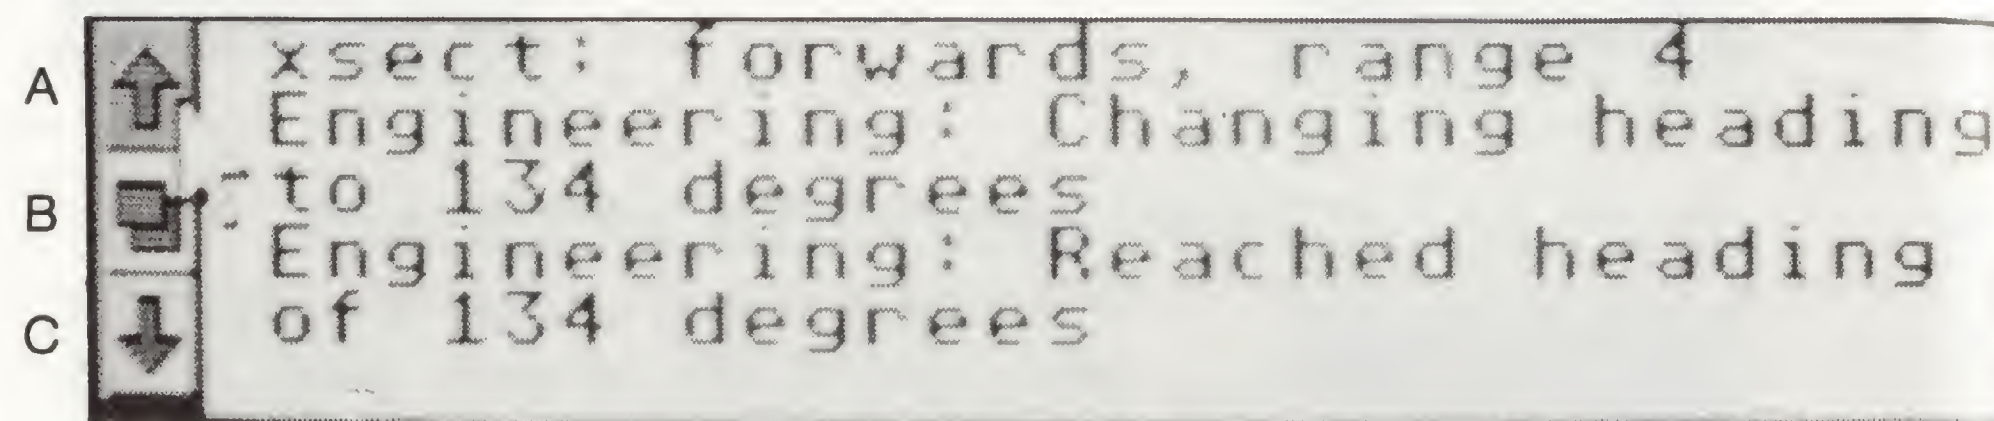 A
B
C
xsect: forwards, range 4
Engineering: Changing heading
to 134 degrees
Engineering: Reached heading
of 134 degrees